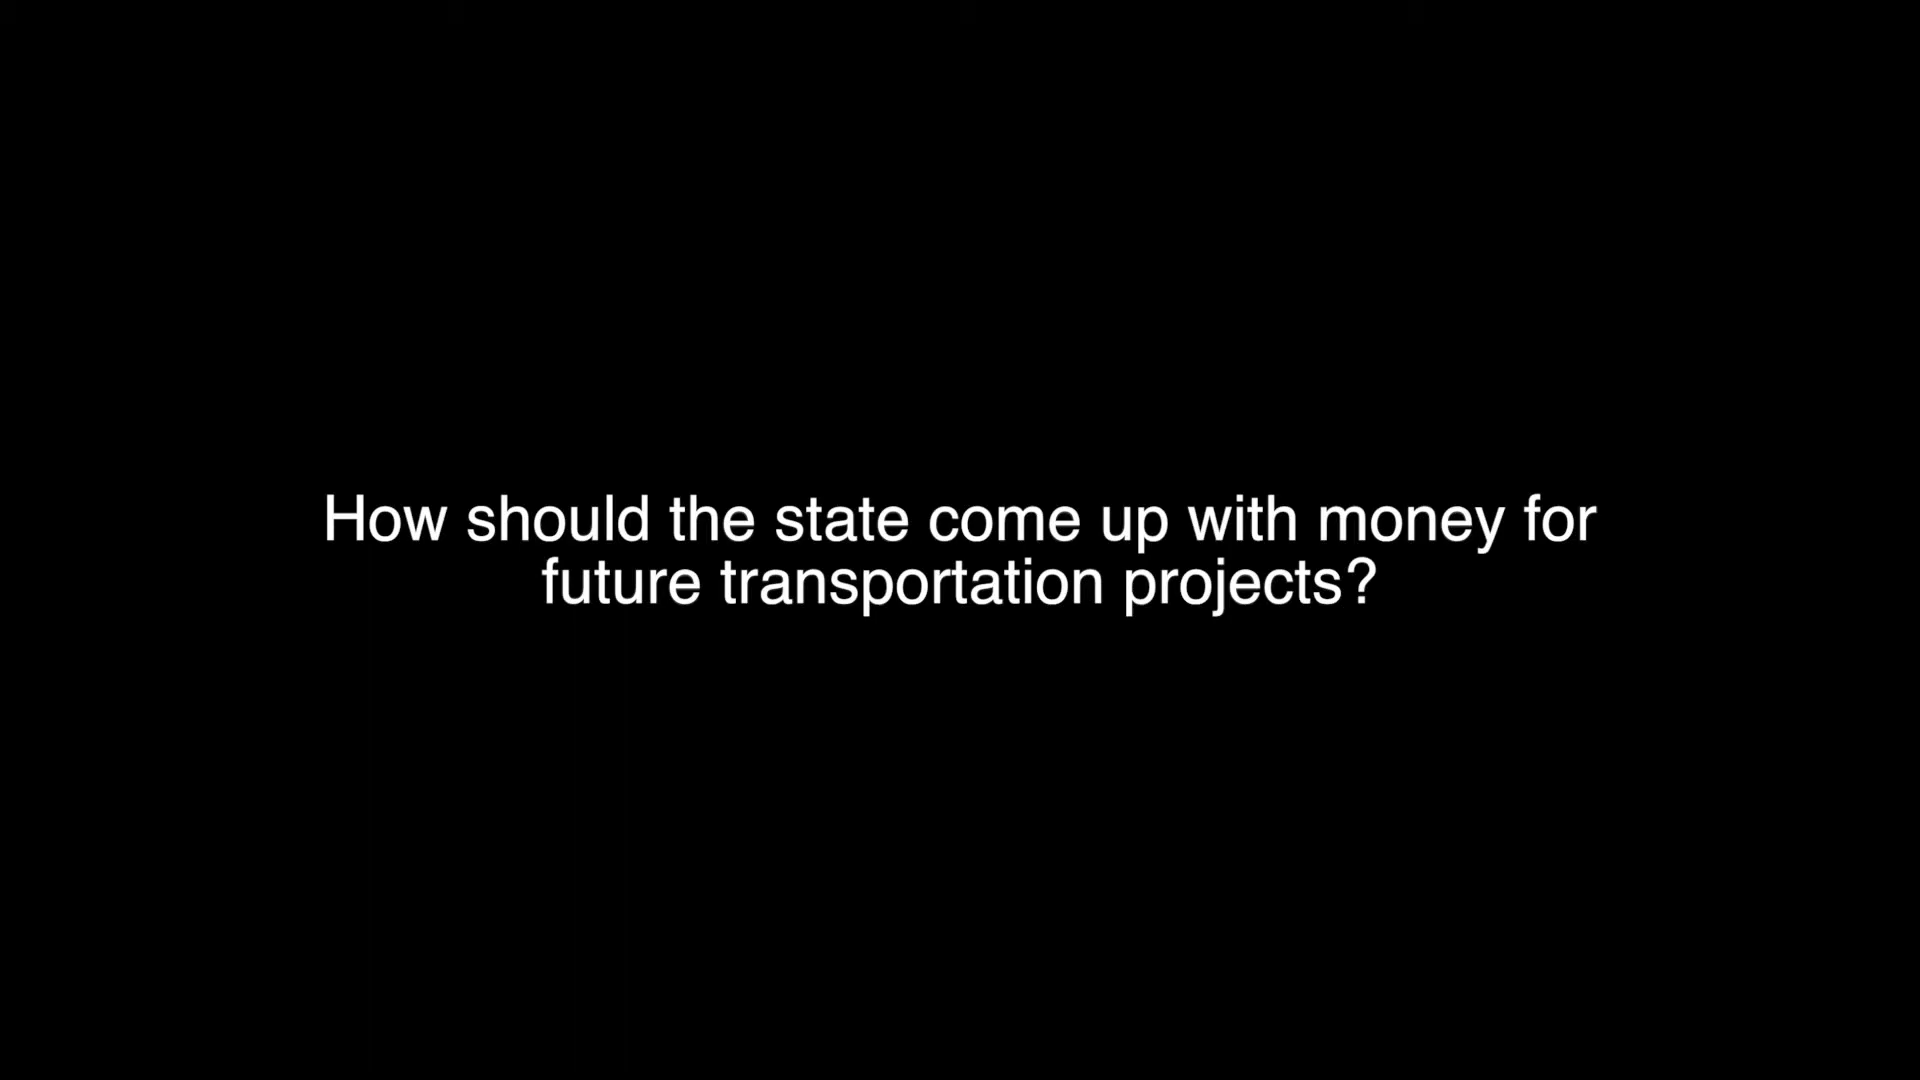 How should the state come up with money for
future transportation projects?